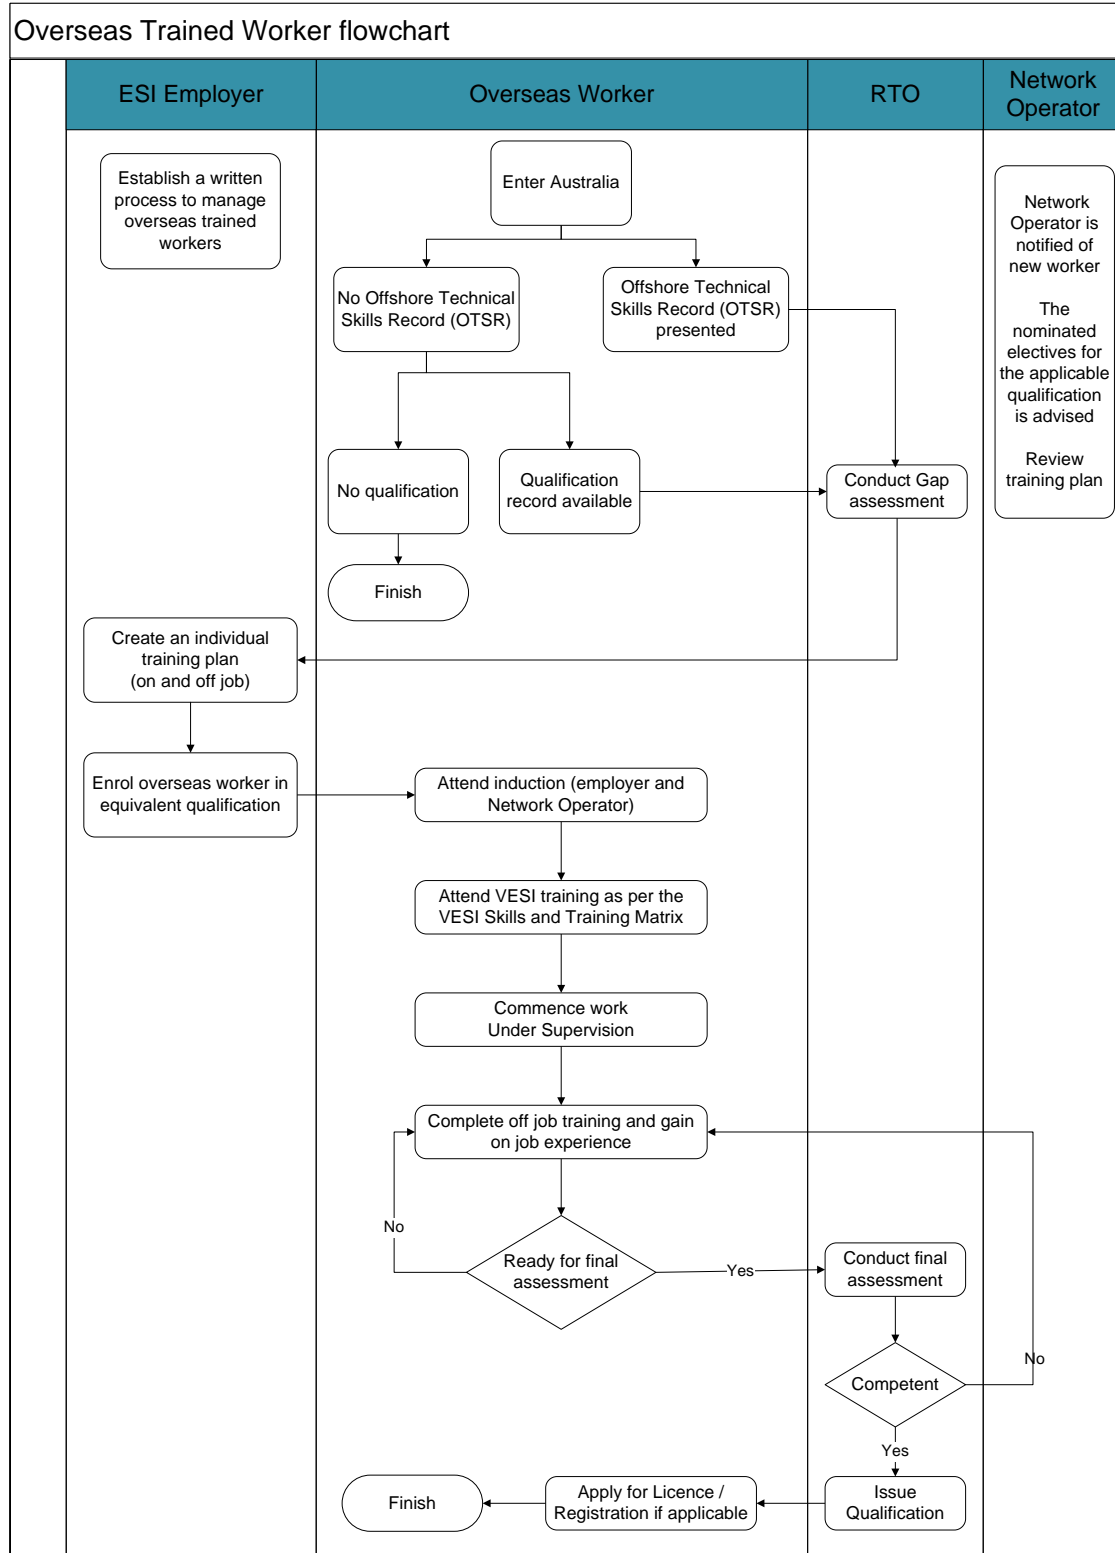 Overseas Trained Worker flowchart
ESI Employer
Overseas Worker
RTO
Network
Operator
Establish a written
process to manage
overseas trained
workers
Enter Australia
Network
Operator is
notified of
new worker
The
nominated
electives for
the applicable
qualification
is advised
Review
training plan
No Offshore Technical
Skills Record (OTSR)
Offshore Technical
Skills Record (OTSR)
presented
No qualification
Qualification
record available
Conduct Gap
assessment
Finish
Create an individual
training plan
(on and off job)
Enrol overseas worker in
equivalent qualification
Attend induction (employer and
Network Operator)
Attend VESI training as per the
VESI Skills and Training Matrix
Commence work
Under Supervision
Complete off job training and gain
on job experience
No
Ready for final
assessment
Yes
Conduct final
assessment
Competent
No
Yes
Issue
Qualification
Apply for Licence /
Registration if applicable
Finish